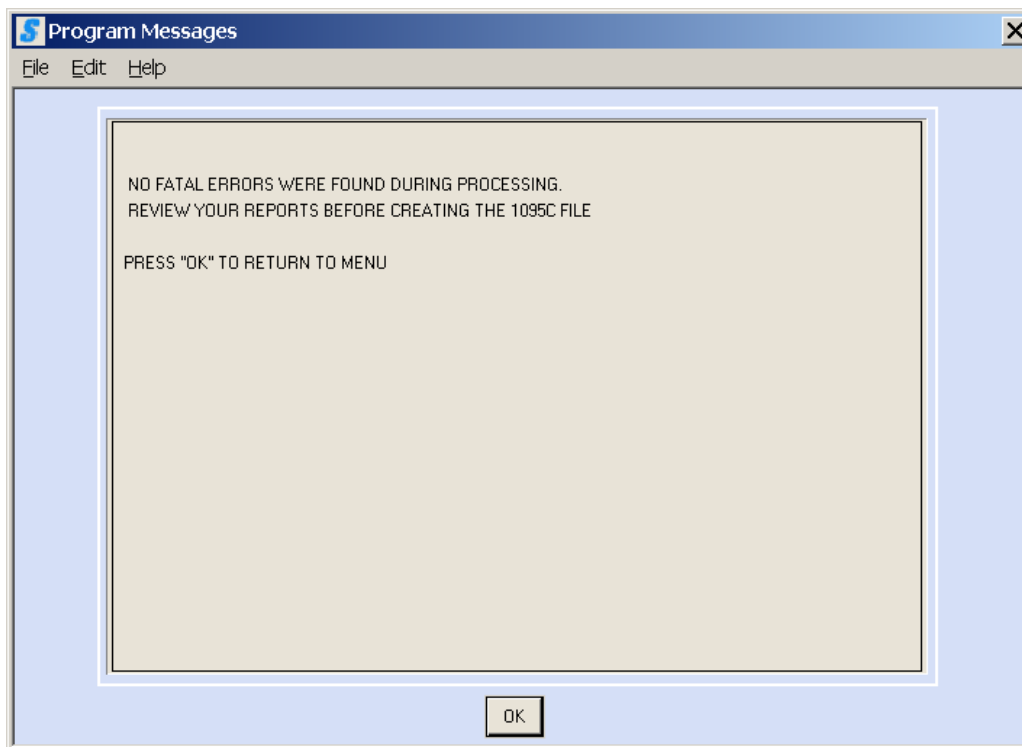 Program Messages
File Edit Help
NO FATAL ERRORS WERE FOUND DURING PROCESSING.
REVIEW YOUR REPORTS BEFORE CREATING THE 1095C FILE
PRESS "OK" TO RETURN TO MENU
OK